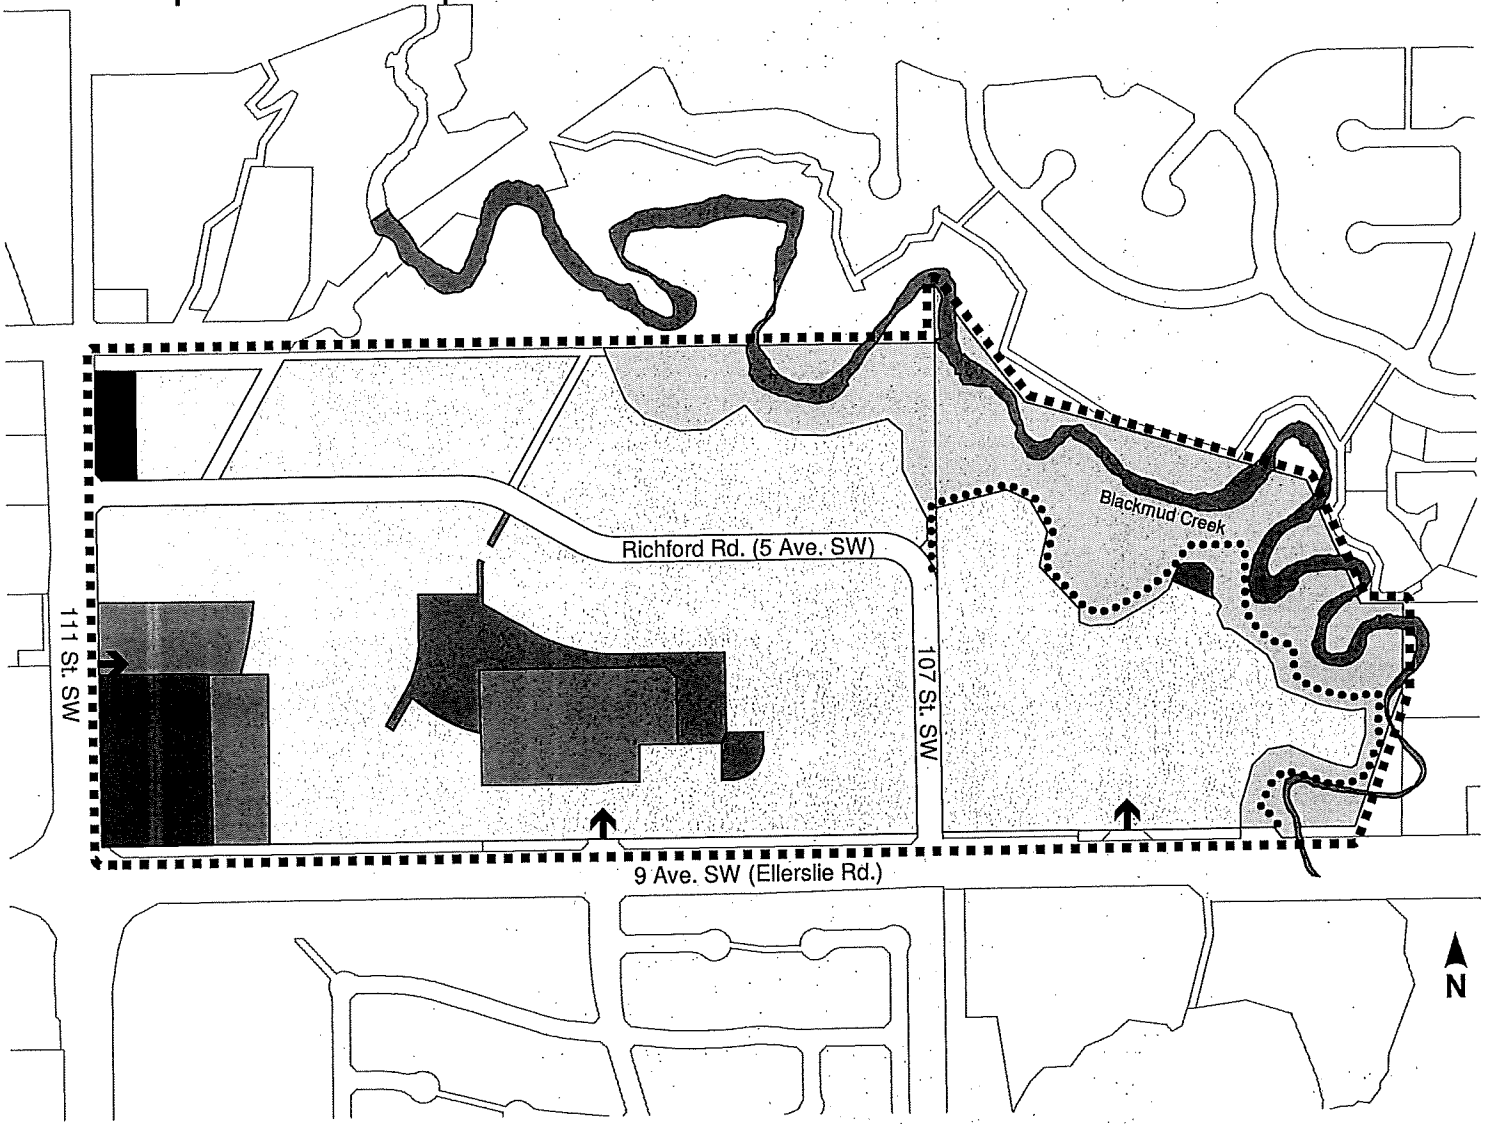 Blackmud Creek
Richford Rd. (5 Ave. SW)
111 St. SW
107 St. SW
9 Ave. SW (Ellerslie Rd.)
N